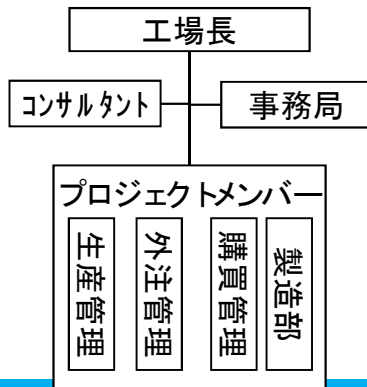 工場長
コンサルタント
事務局
プロジェクトメンバー
生産管理
外注管理
購買管理
製造部